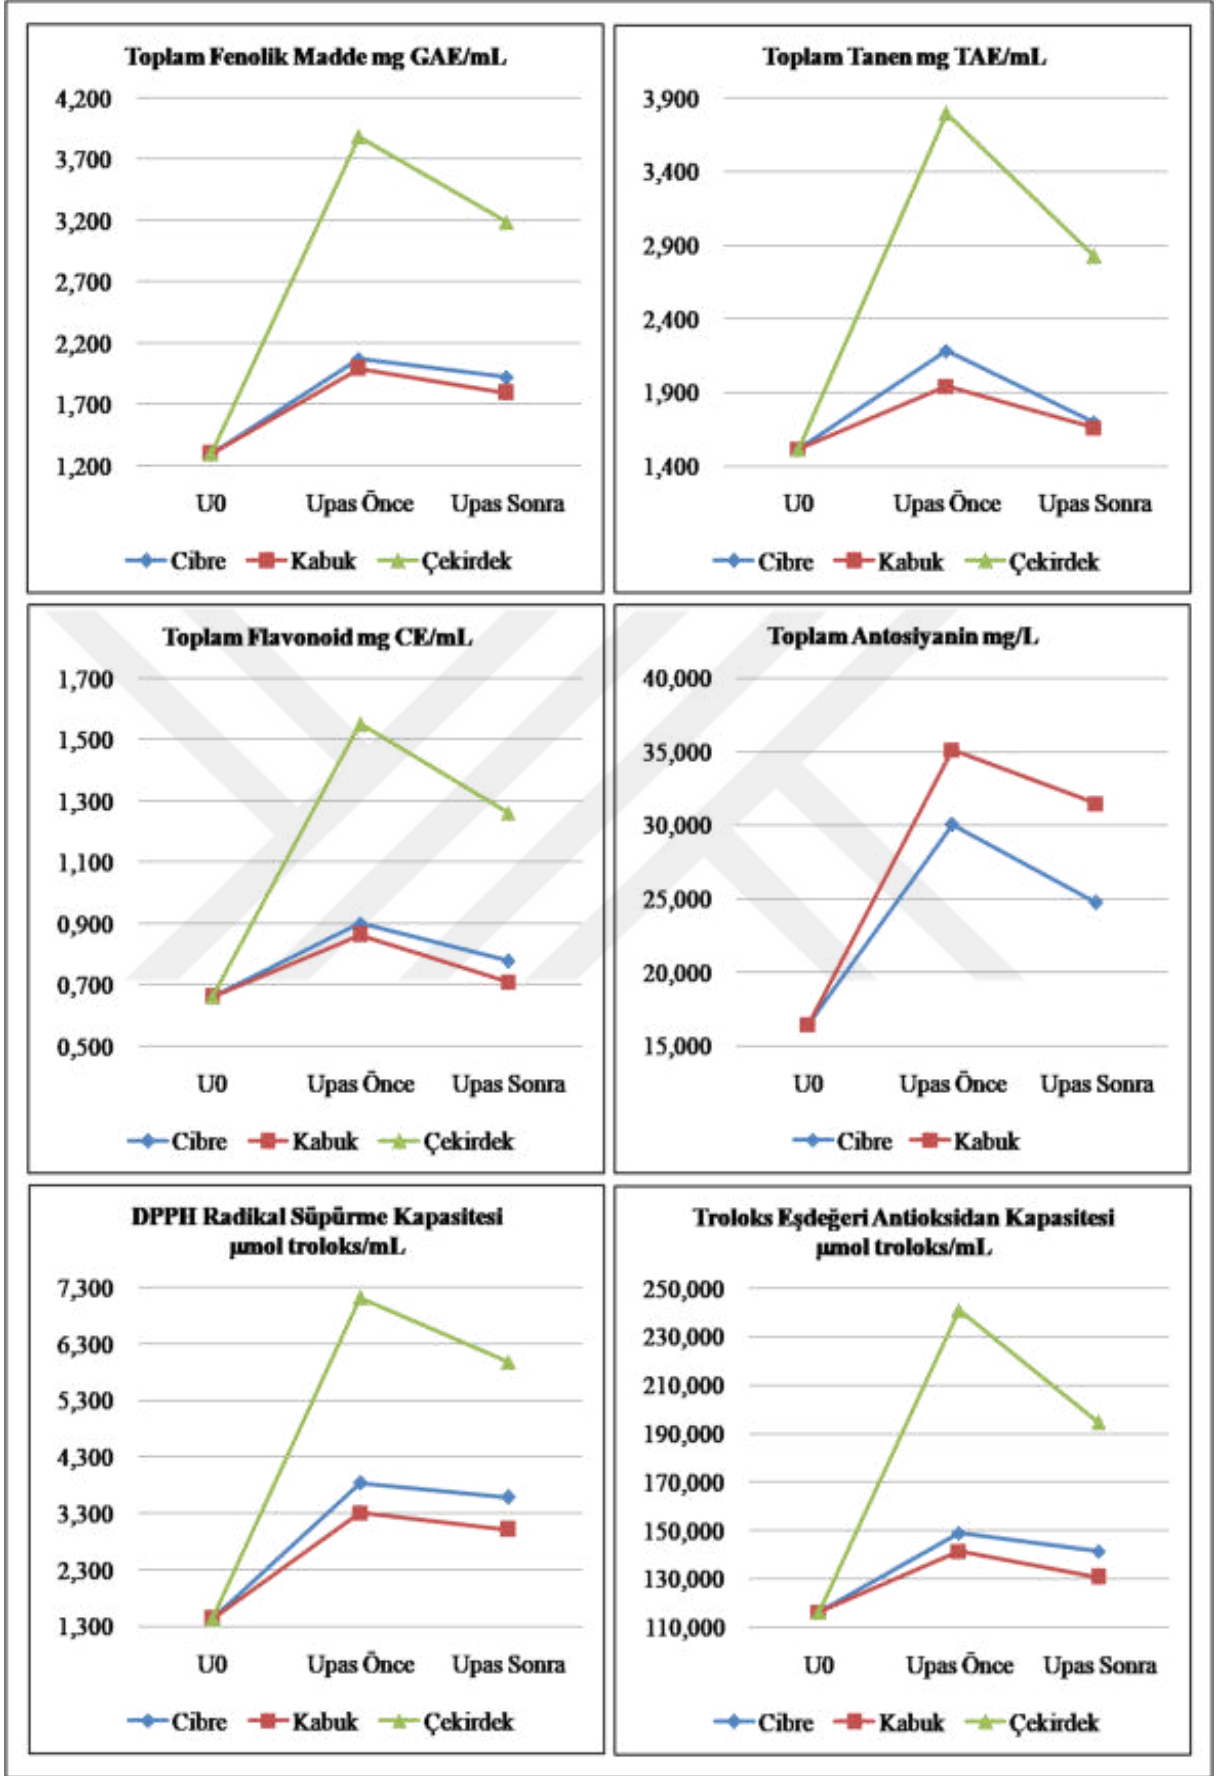 Toplam Fenolik Madde mg GAE/mL
4,200
3,700
3,200
2,700
2,200
1,700
1,200
U0 Upas Önce Upas Sonra
Cibre Kabuk Çekirdek
Toplam Tanen mg TAE/mL
3,900
3,400
2,900
2,400
1,900
1,400
U0 Upas Önce Upas Sonra
Cibre Kabuk Çekirdek
Toplam Flavonoid mg CE/mL
1,700
1,500
1,300
1,100
0,900
0,700
0,500
U0 Upas Önce Upas Sonra
Cibre Kabuk Çekirdek
Toplam Antosiyanin mg/L
40,000
35,000
30,000
25,000
20,000
15,000
U0 Upas Önce Upas Sonra
Cibre Kabuk
DPPH Radikal Süpürme Kapasitesi
µmol troloks/mL
7,300
6,300
5,300
4,300
3,300
2,300
1,300
U0 Upas Önce Upas Sonra
Cibre Kabuk Çekirdek
Troloks Eşdeğeri Antioksidan Kapasitesi
µmol troloks/mL
250,000
230,000
210,000
190,000
170,000
150,000
130,000
110,000
U0 Upas Önce Upas Sonra
Cibre Kabuk Çekirdek